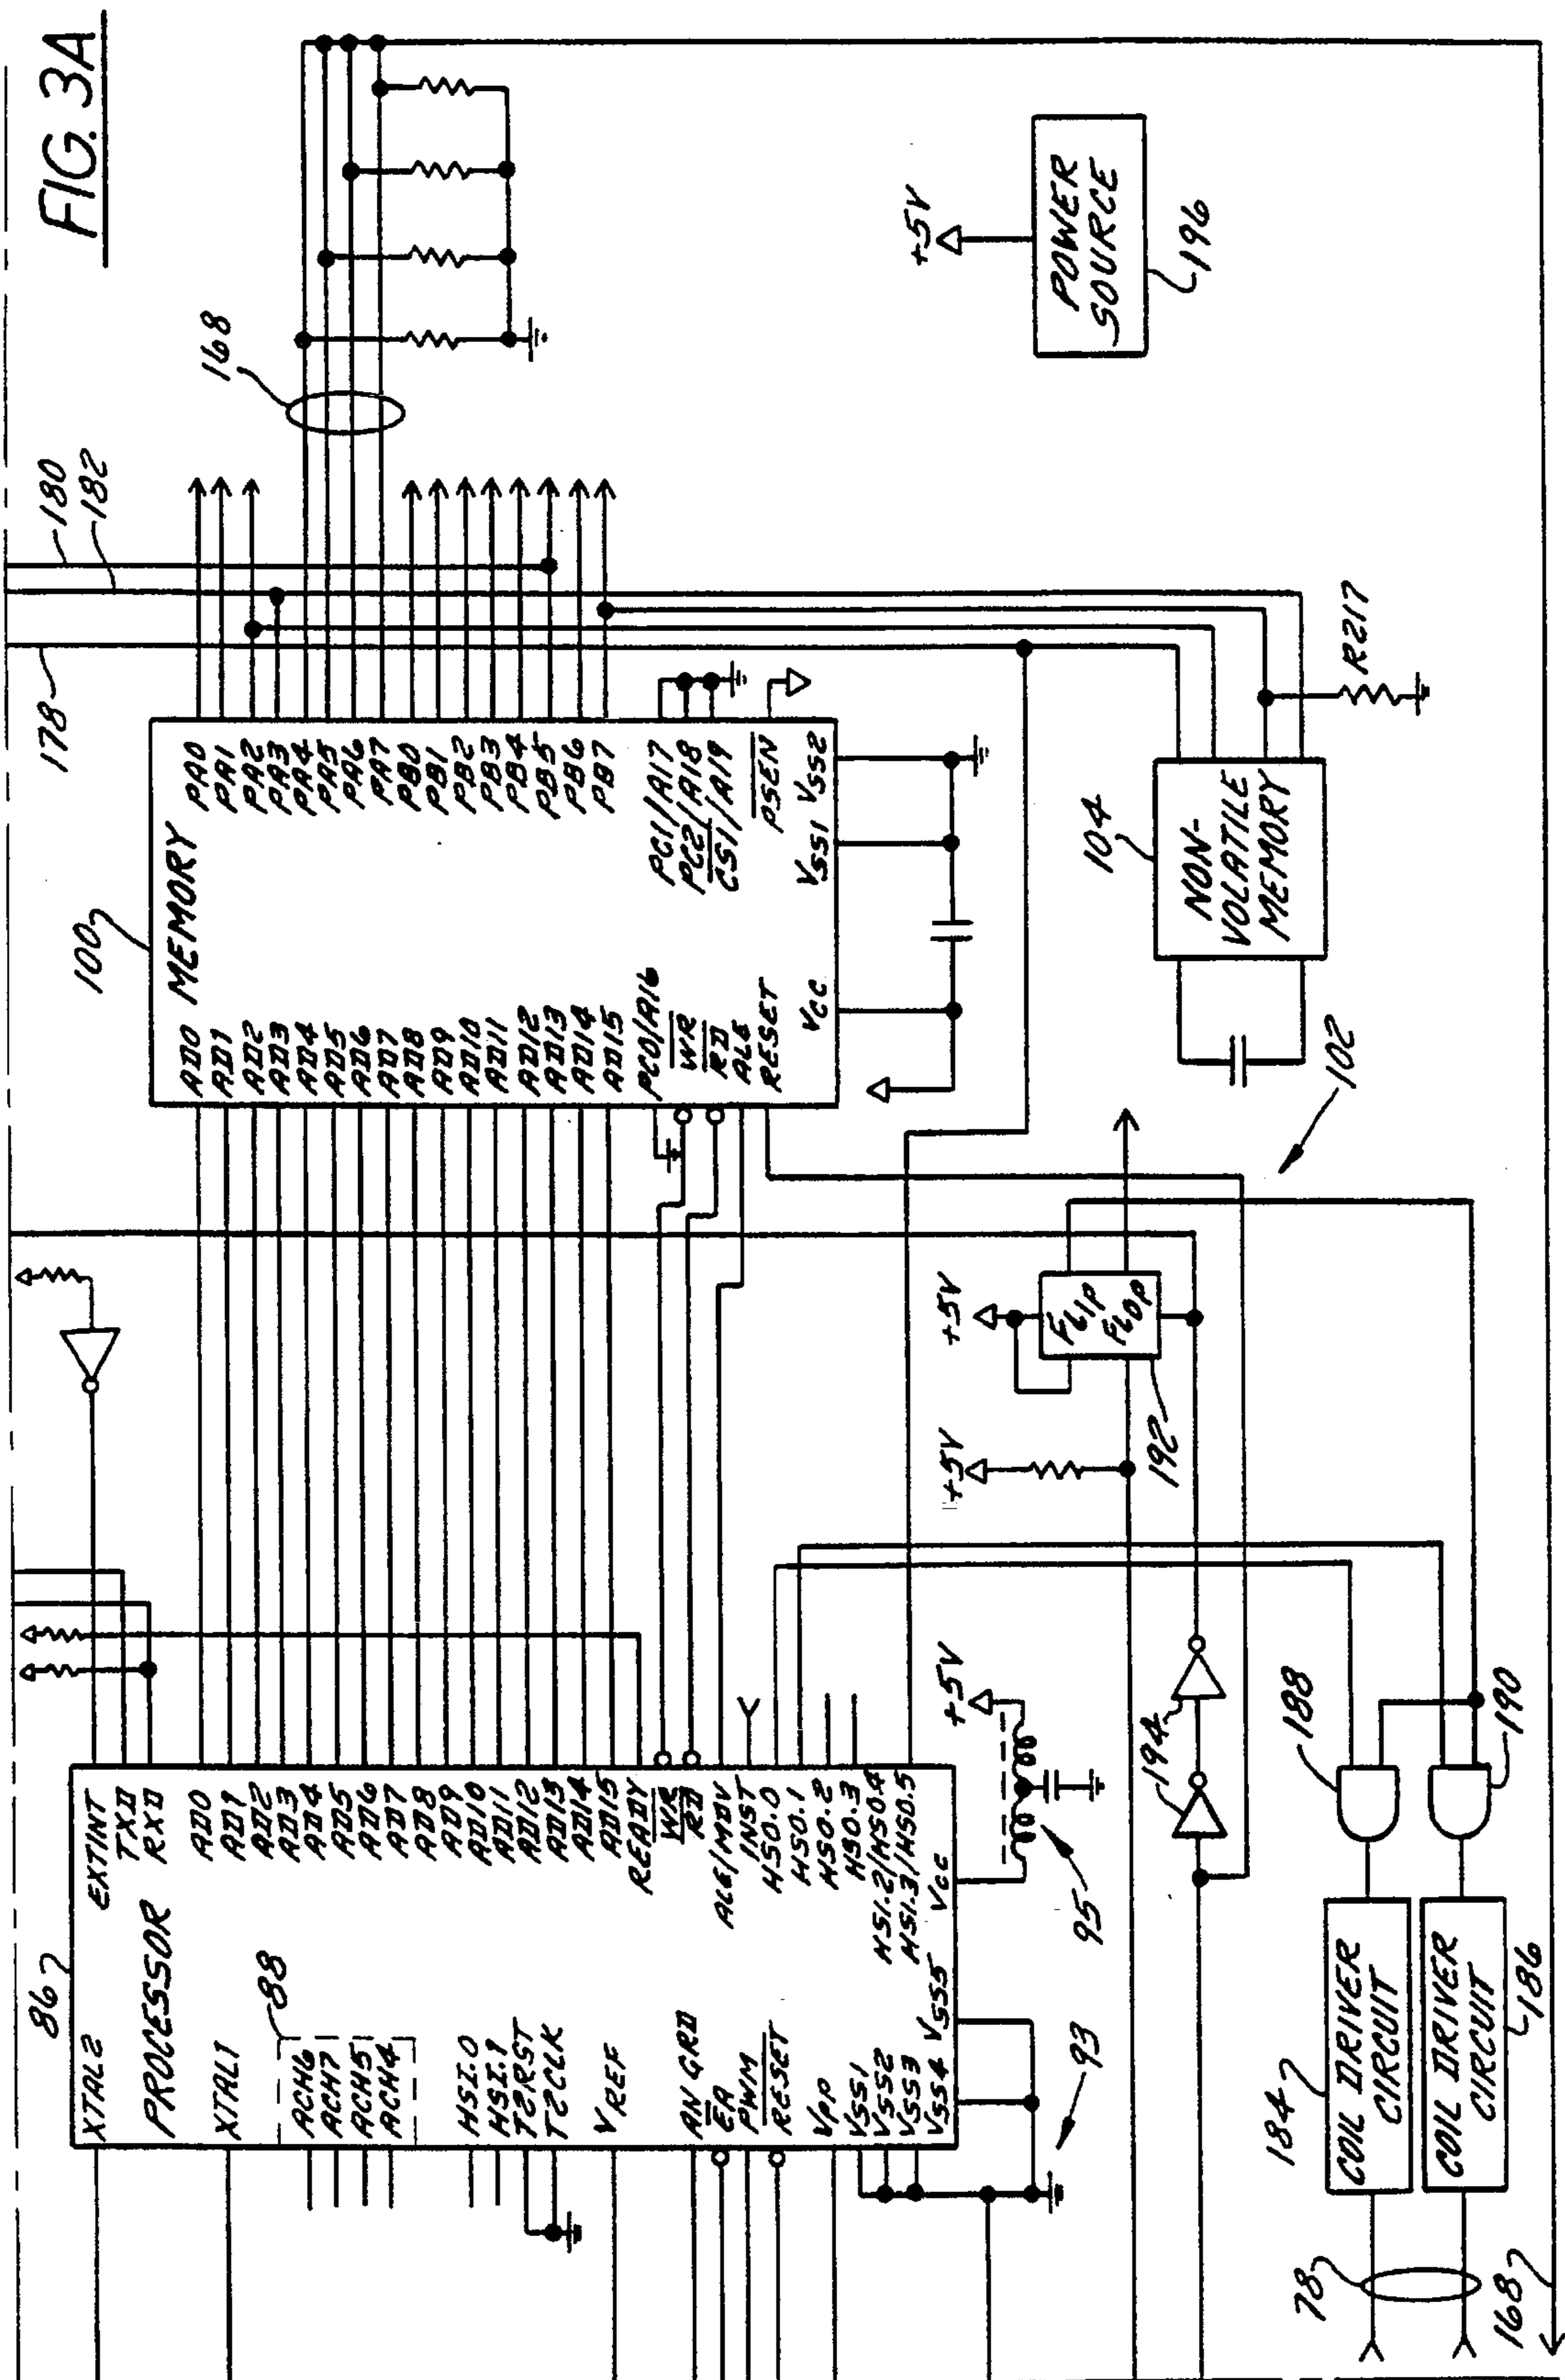 FIG. 3A
86
PROCESSOR
XTAL2
XTAL1
88
ACH6
ACH7
ACH5
ACH4
HSI.0
HSI.1
T2RST
T2CLK
VREF
AN GRD
EA
PWM
RESET
VPP
VSS1
VSS2
VSS3
VSS4
VSS5
VCC
EXTINT
TXD
RXD
AD0
AD1
AD2
AD3
AD4
AD5
AD6
AD7
AD8
AD9
AD10
AD11
AD12
AD13
AD14
AD15
READY
WR
RD
ALE/MDV
INST
HS0.0
HS0.1
HS0.2
HS0.3
HSI.2/HS0.4
HSI.3/HS0.5
93
95
+5V
100
MEMORY
AD0
AD1
AD2
AD3
AD4
AD5
AD6
AD7
AD8
AD9
AD10
AD11
AD12
AD13
AD14
AD15
PC0/A16
WR
RD
ALE
RESET
VCC
VSS1
VSS2
PA0
PA1
PA2
PA3
PA4
PA5
PA6
PA7
PB0
PB1
PB2
PB3
PB4
PB5
PB6
PB7
PC1/A17
PC2/A18
CS1/A19
PSEN
178
180
182
168
+5V
POWER
SOURCE
196
104
NON-
VOLATILE
MEMORY
R217
102
+5V
+5V
FLIP
FLOP
192
194
188
190
184
COIL DRIVER
CIRCUIT
COIL DRIVER
CIRCUIT
186
78
168